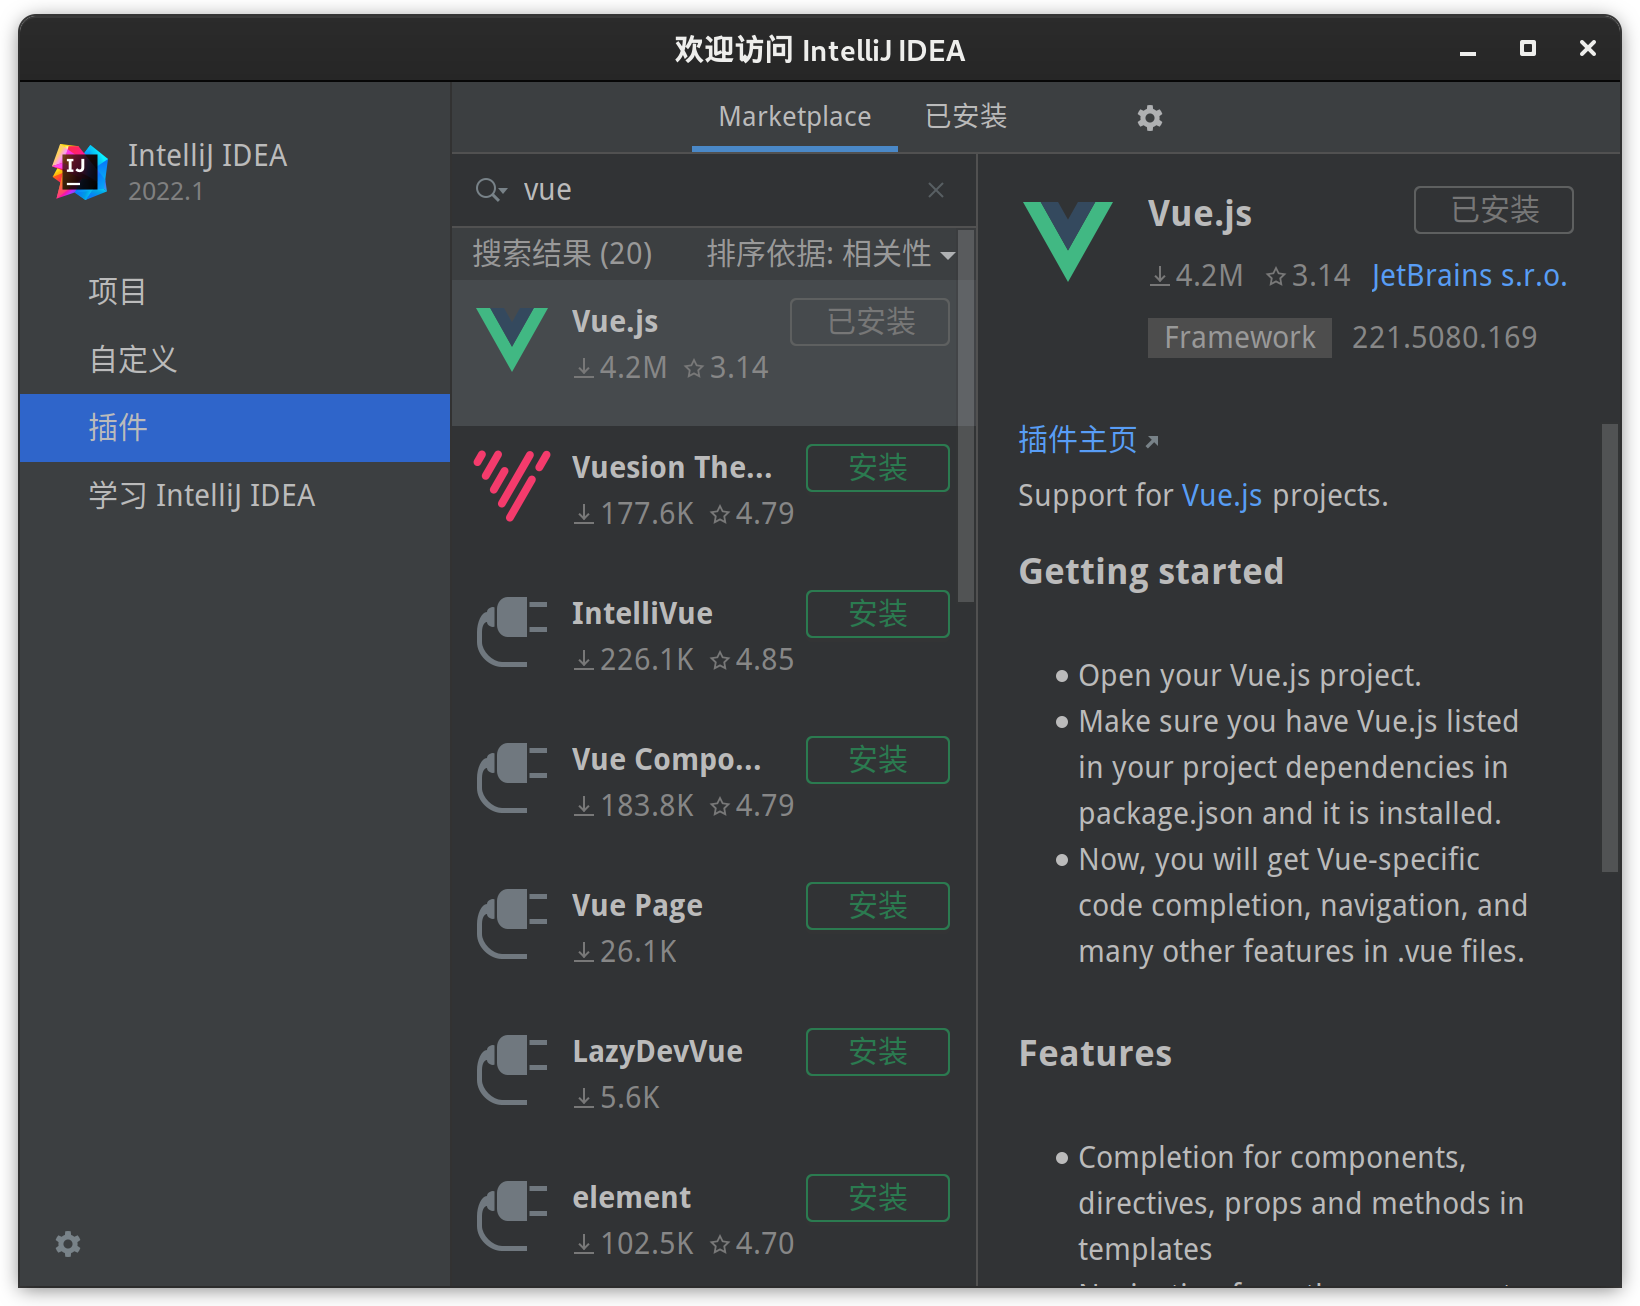 欢迎访问 IntelliJ IDEA
IJ
IntelliJ IDEA
2022.1
项目
自定义
插件
学习 IntelliJ IDEA
Marketplace 已安装
vue
搜索结果 (20) 排序依据: 相关性
Vue.js 已安装
4.2M 3.14
Vuesion The... 安装
177.6K 4.79
IntelliVue 安装
226.1K 4.85
Vue Compo... 安装
183.8K 4.79
Vue Page 安装
26.1K
LazyDevVue 安装
5.6K
element 安装
102.5K 4.70
Vue.js 已安装
4.2M 3.14 JetBrains s.r.o.
Framework 221.5080.169
插件主页
Support for Vue.js projects.
Getting started
Open your Vue.js project.
Make sure you have Vue.js listed
in your project dependencies in
package.json and it is installed.
Now, you will get Vue-specific
code completion, navigation, and
many other features in .vue files.
Features
Completion for components,
directives, props and methods in
templates